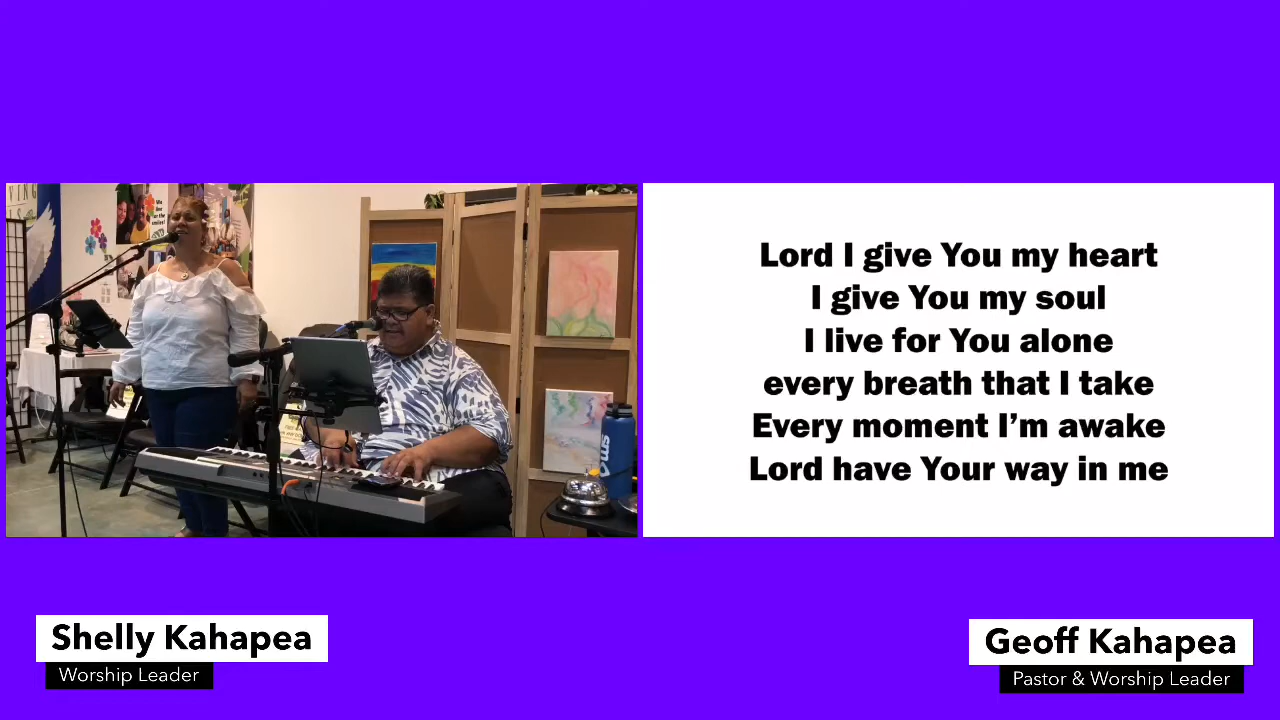 Lord I give You my heart
I give You my soul
I live for You alone
every breath that I take
Every moment I’m awake
Lord have Your way in me
Shelly Kahapea
Worship Leader
Geoff Kahapea
Pastor & Worship Leader